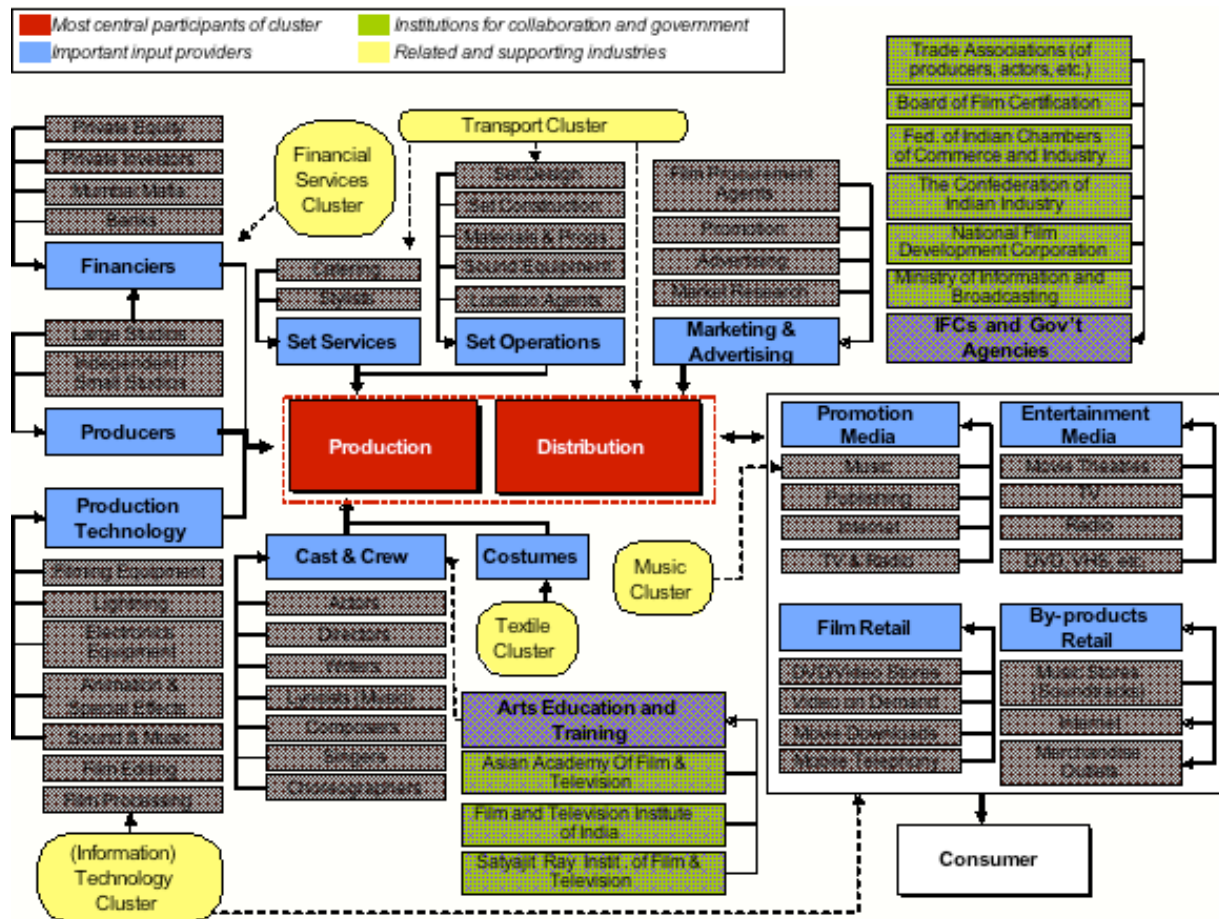 Most central participants of cluster
Institutions for collaboration and government
Important input providers
Related and supporting industries
Trade Associations (of
producers, actors, etc.)
Board of Film Certification
Fed. of Indian Chambers
of Commerce and Industry
The Confederation of
Indian Industry
National Film
Development Corporation
Ministry of Information and
Broadcasting
IFCs and Gov't
Agencies
Private Equity
Private Investors
Mumbai Mafia
Banks
Financiers
Financial
Services
Cluster
Transport Cluster
Set Design
Set Construction
Materials & Props
Sound Equipment
Location Agents
Set Operations
Catering
Stylists
Set Services
Film Procurement
Agents
Promotion
Advertising
Market Research
Marketing &
Advertising
Large Studios
Independent /
Small Studios
Producers
Production
Distribution
Production
Technology
Filming Equipment
Lightning
Electronics
Equipment
Animation &
Special Effects
Sound & Music
Film Editing
Film Processing
(Information)
Technology
Cluster
Cast & Crew
Actors
Directors
Writers
Lyricists (Music)
Composers
Singers
Choreographers
Costumes
Textile
Cluster
Music
Cluster
Arts Education and
Training
Asian Academy Of Film &
Television
Film and Television Institute
of India
Satyajit Ray Instit. of Film &
Television
Promotion
Media
Music
Publishing
Internet
TV & Radio
Entertainment
Media
Movie Theatres
TV
Radio
DVD, VHS, etc.
Film Retail
DVD/Video Stores
Video on Demand
Movie Downloads
Mobile Telephony
By-products
Retail
Music Stores
(Soundtracks)
Internet
Merchandise
Outlets
Consumer